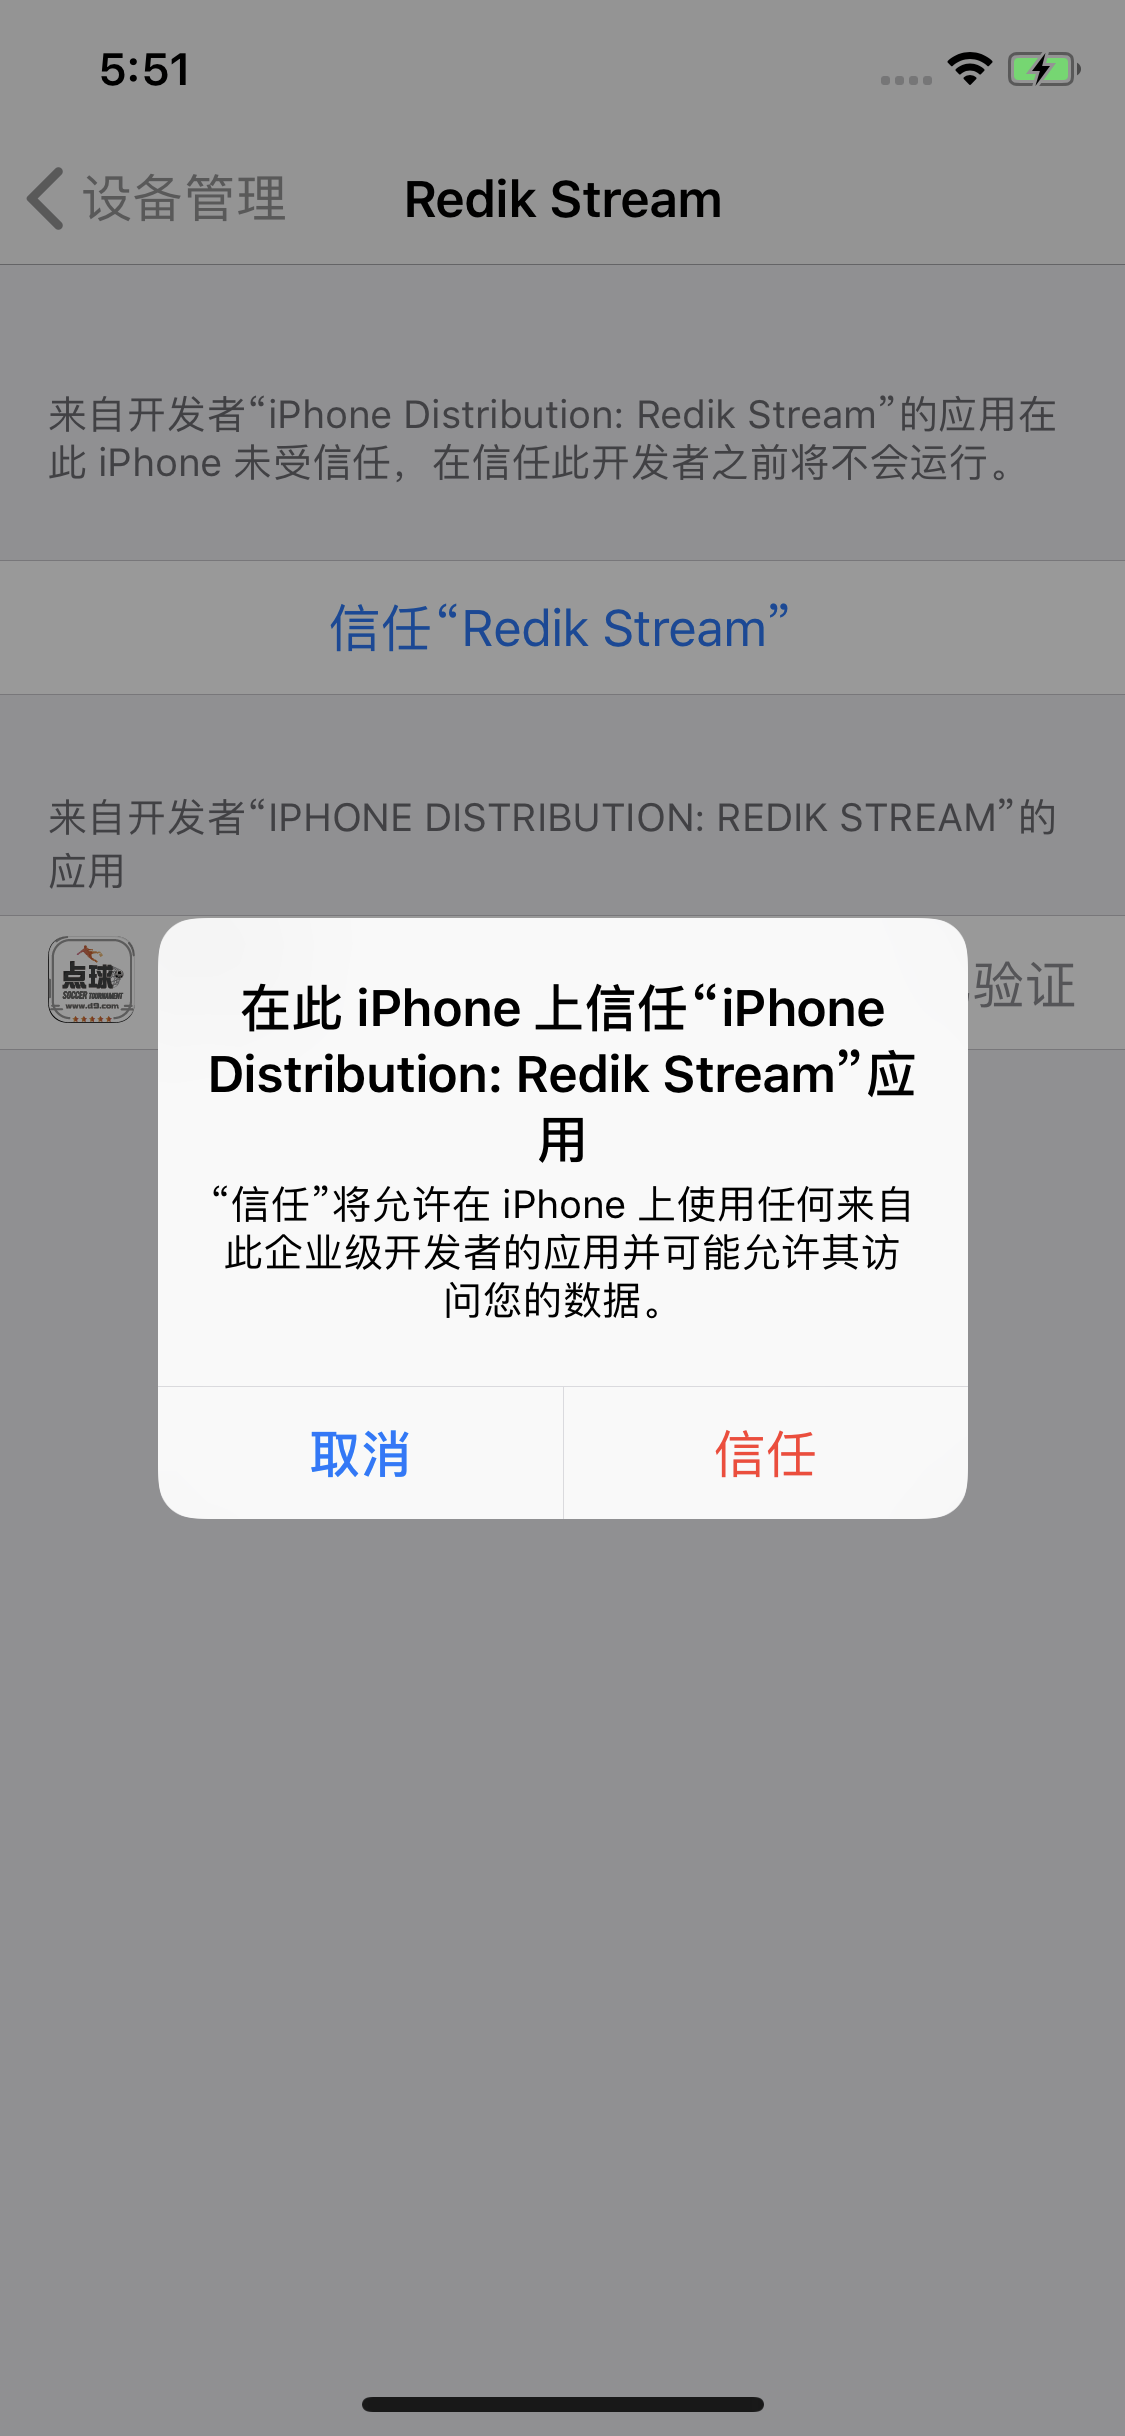 5:51
设备管理
Redik Stream
来自开发者“iPhone Distribution: Redik Stream”的应用在
此 iPhone 未受信任，在信任此开发者之前将不会运行。
信任“Redik Stream”
来自开发者“IPHONE DISTRIBUTION: REDIK STREAM”的
应用
点球
SOCCER TOURNAMENT
www.d9.com
验证
在此 iPhone 上信任“iPhone
Distribution: Redik Stream”应
用
“信任”将允许在 iPhone 上使用任何来自
此企业级开发者的应用并可能允许其访
问您的数据。
取消
信任